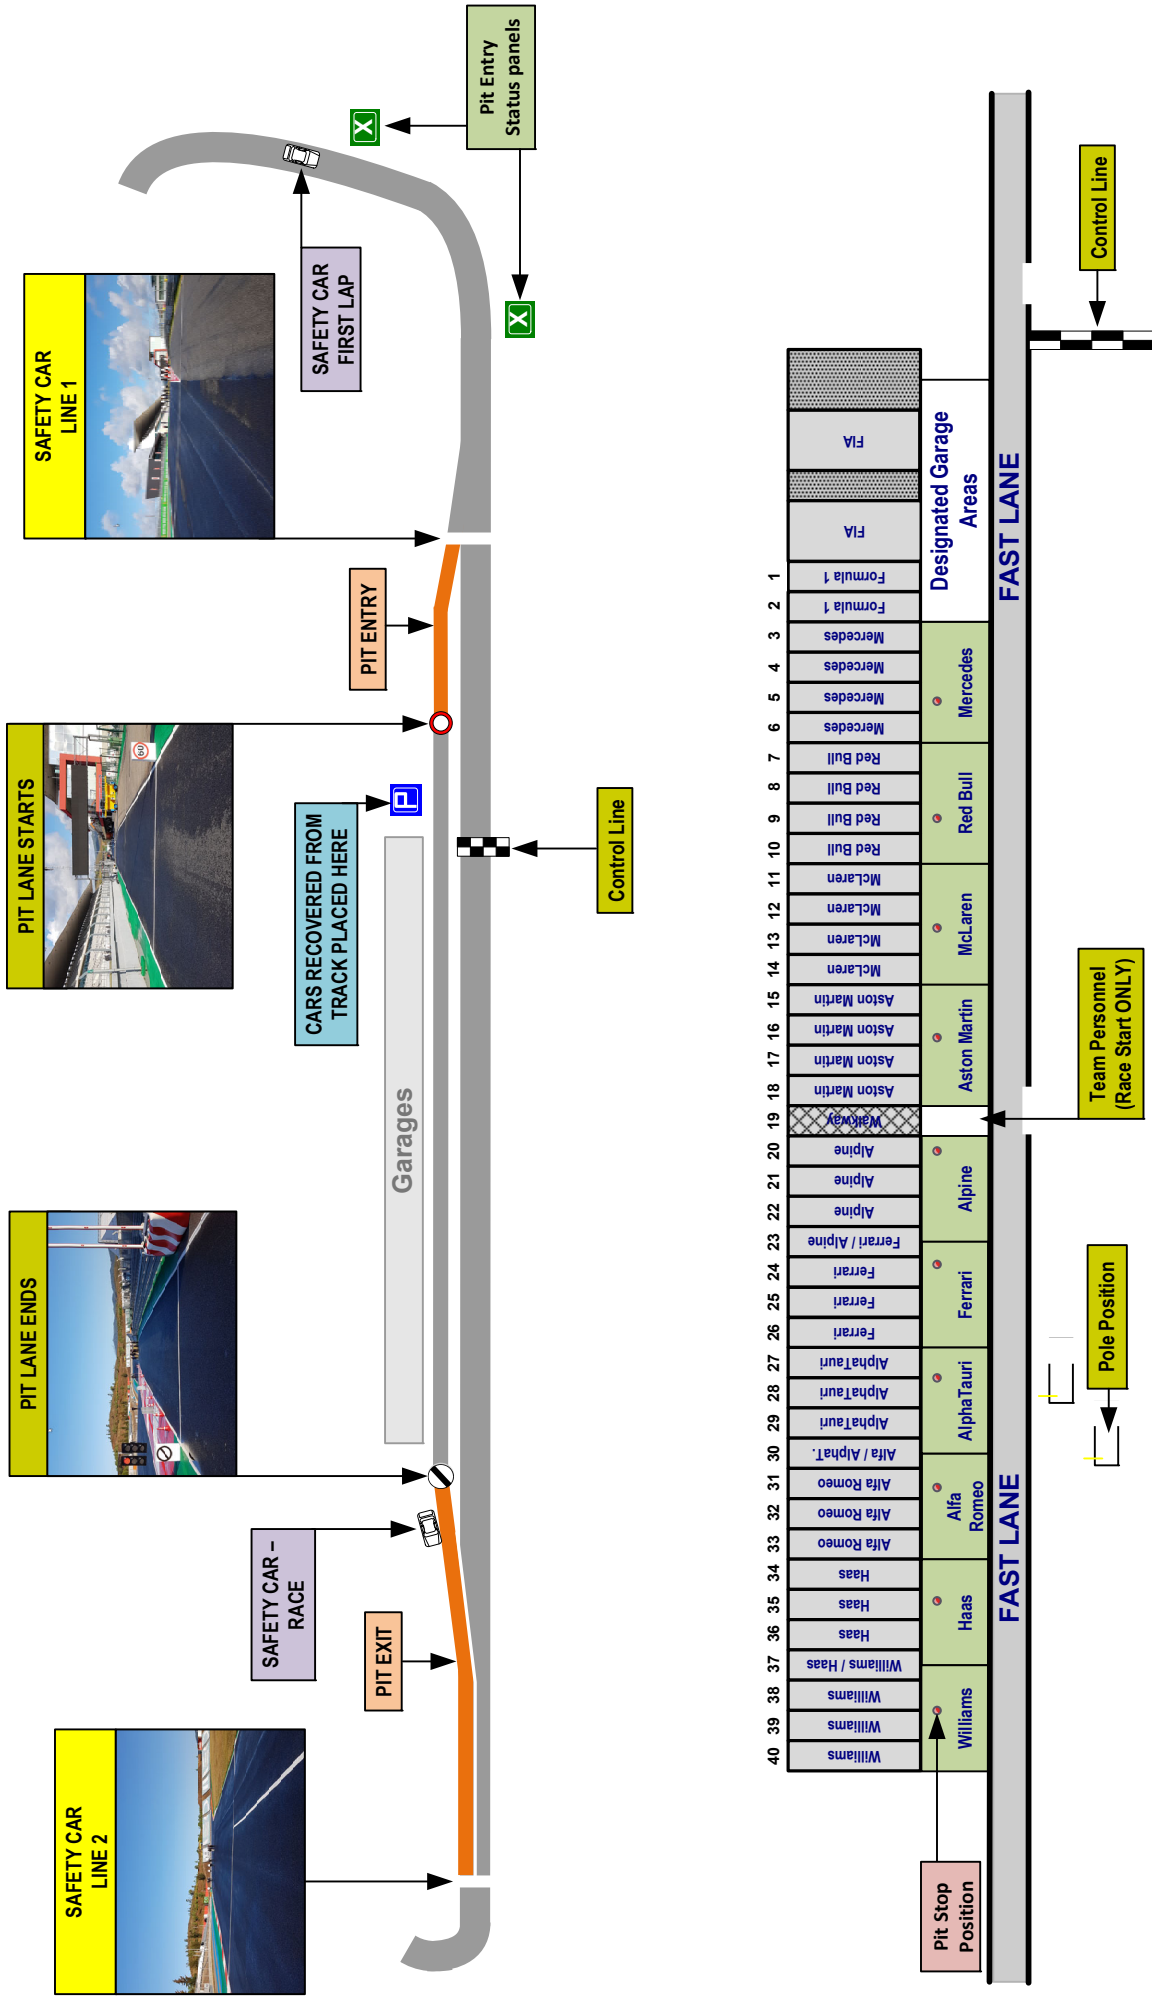 SAFETY CAR
LINE 2
PIT LANE ENDS
PIT LANE STARTS
60
SAFETY CAR
LINE 1
SAFETY CAR –
RACE
PIT EXIT
CARS RECOVERED FROM
TRACK PLACED HERE
P
PIT ENTRY
SAFETY CAR
FIRST LAP
X
X
Pit Entry
Status panels
Garages
Control Line
40
39
38
37
36
35
34
33
32
31
30
29
28
27
26
25
24
23
22
21
20
19
18
17
16
15
14
13
12
11
10
9
8
7
6
5
4
3
2
1
Williams
Williams
Williams
Williams / Haas
Haas
Haas
Haas
Alfa Romeo
Alfa Romeo
Alfa Romeo
Alfa / AlphaT.
AlphaTauri
AlphaTauri
AlphaTauri
Ferrari
Ferrari
Ferrari
Ferrari / Alpine
Alpine
Alpine
Alpine
Walkway
Aston Martin
Aston Martin
Aston Martin
Aston Martin
McLaren
McLaren
McLaren
McLaren
Red Bull
Red Bull
Red Bull
Red Bull
Mercedes
Mercedes
Mercedes
Mercedes
Formula 1
Formula 1
FIA
FIA
Williams
Haas
Alfa
Romeo
AlphaTauri
Ferrari
Alpine
Aston Martin
McLaren
Red Bull
Mercedes
Designated Garage
Areas
FAST LANE
FAST LANE
Pit Stop
Position
Pole Position
Team Personnel
(Race Start ONLY)
Control Line